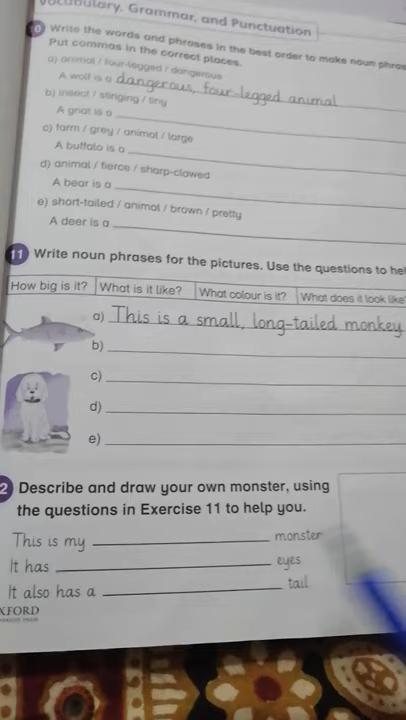 Vocabulary, Grammar, and Punctuation
10 Write the words and phrases in the best order to make noun phras
Put commas in the correct places.
a) animal / four-legged / dangerous
A wolf is a dangerous, four-legged animal
b) insect / stinging / tiny
A gnat is a
c) farm / grey / animal / large
A buffalo is a
d) animal / fierce / sharp-clawed
A bear is a
e) short-tailed / animal / brown / pretty
A deer is a
11 Write noun phrases for the pictures. Use the questions to hel
How big is it? What is it like? What colour is it? What does it look like
a) This is a small, long-tailed monkey
b)
c)
d)
e)
2 Describe and draw your own monster, using
the questions in Exercise 11 to help you.
This is my monster
It has eyes
It also has a tail
XFORD